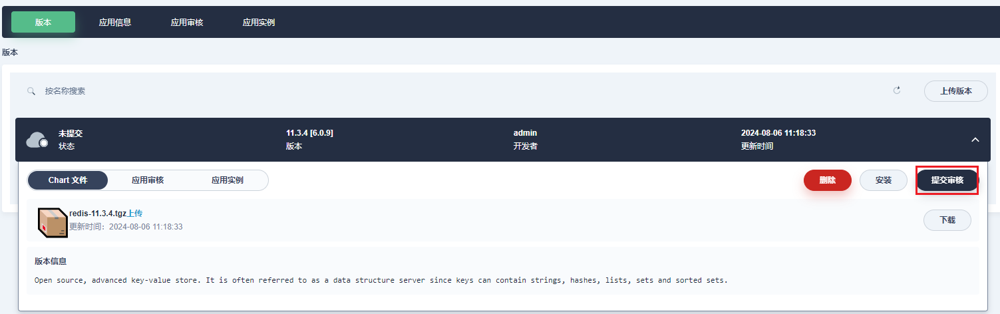 版本 应用信息 应用审核 应用实例
版本
按名称搜索 上传版本
未提交 11.3.4 [6.0.9] admin 2024-08-06 11:18:33
状态 版本 开发者 更新时间
Chart 文件 应用审核 应用实例 删除 安装 提交审核
redis-11.3.4.tgz上传
更新时间：2024-08-06 11:18:33
下载
版本信息
Open source, advanced key-value store. It is often referred to as a data structure server since keys can contain strings, hashes, lists, sets and sorted sets.